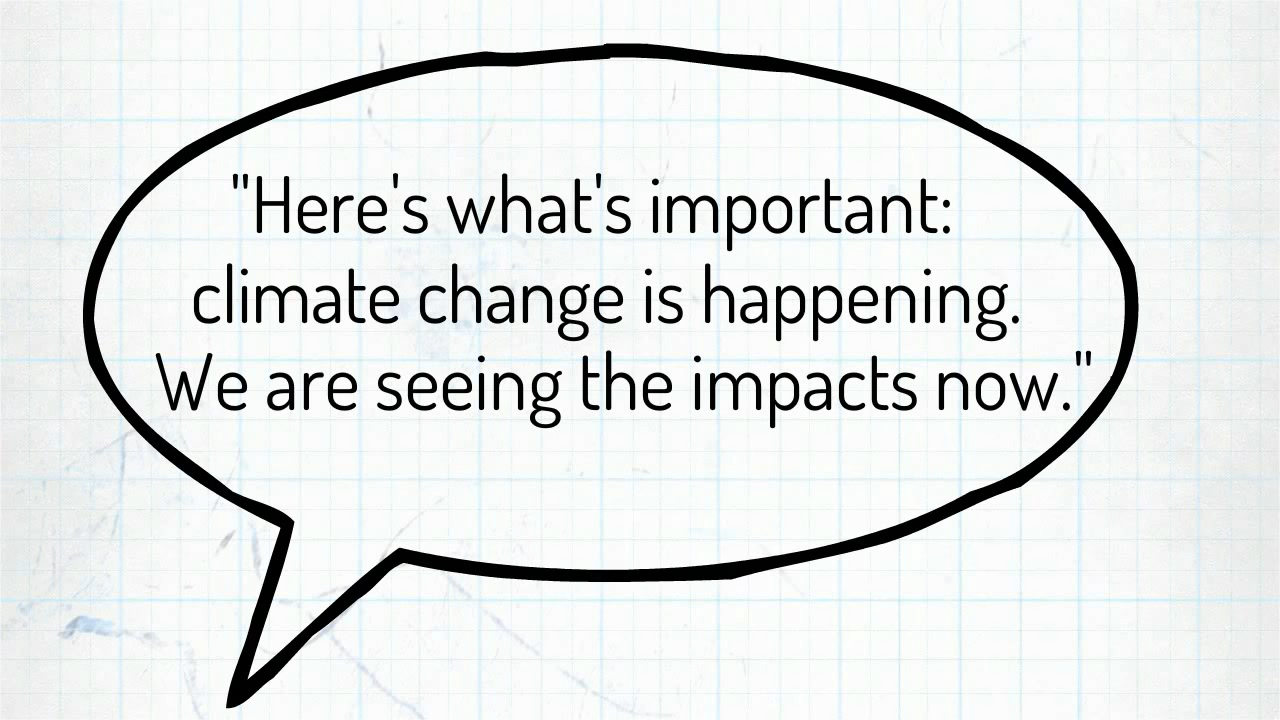 "Here's what's important:
climate change is happening.
We are seeing the impacts now."